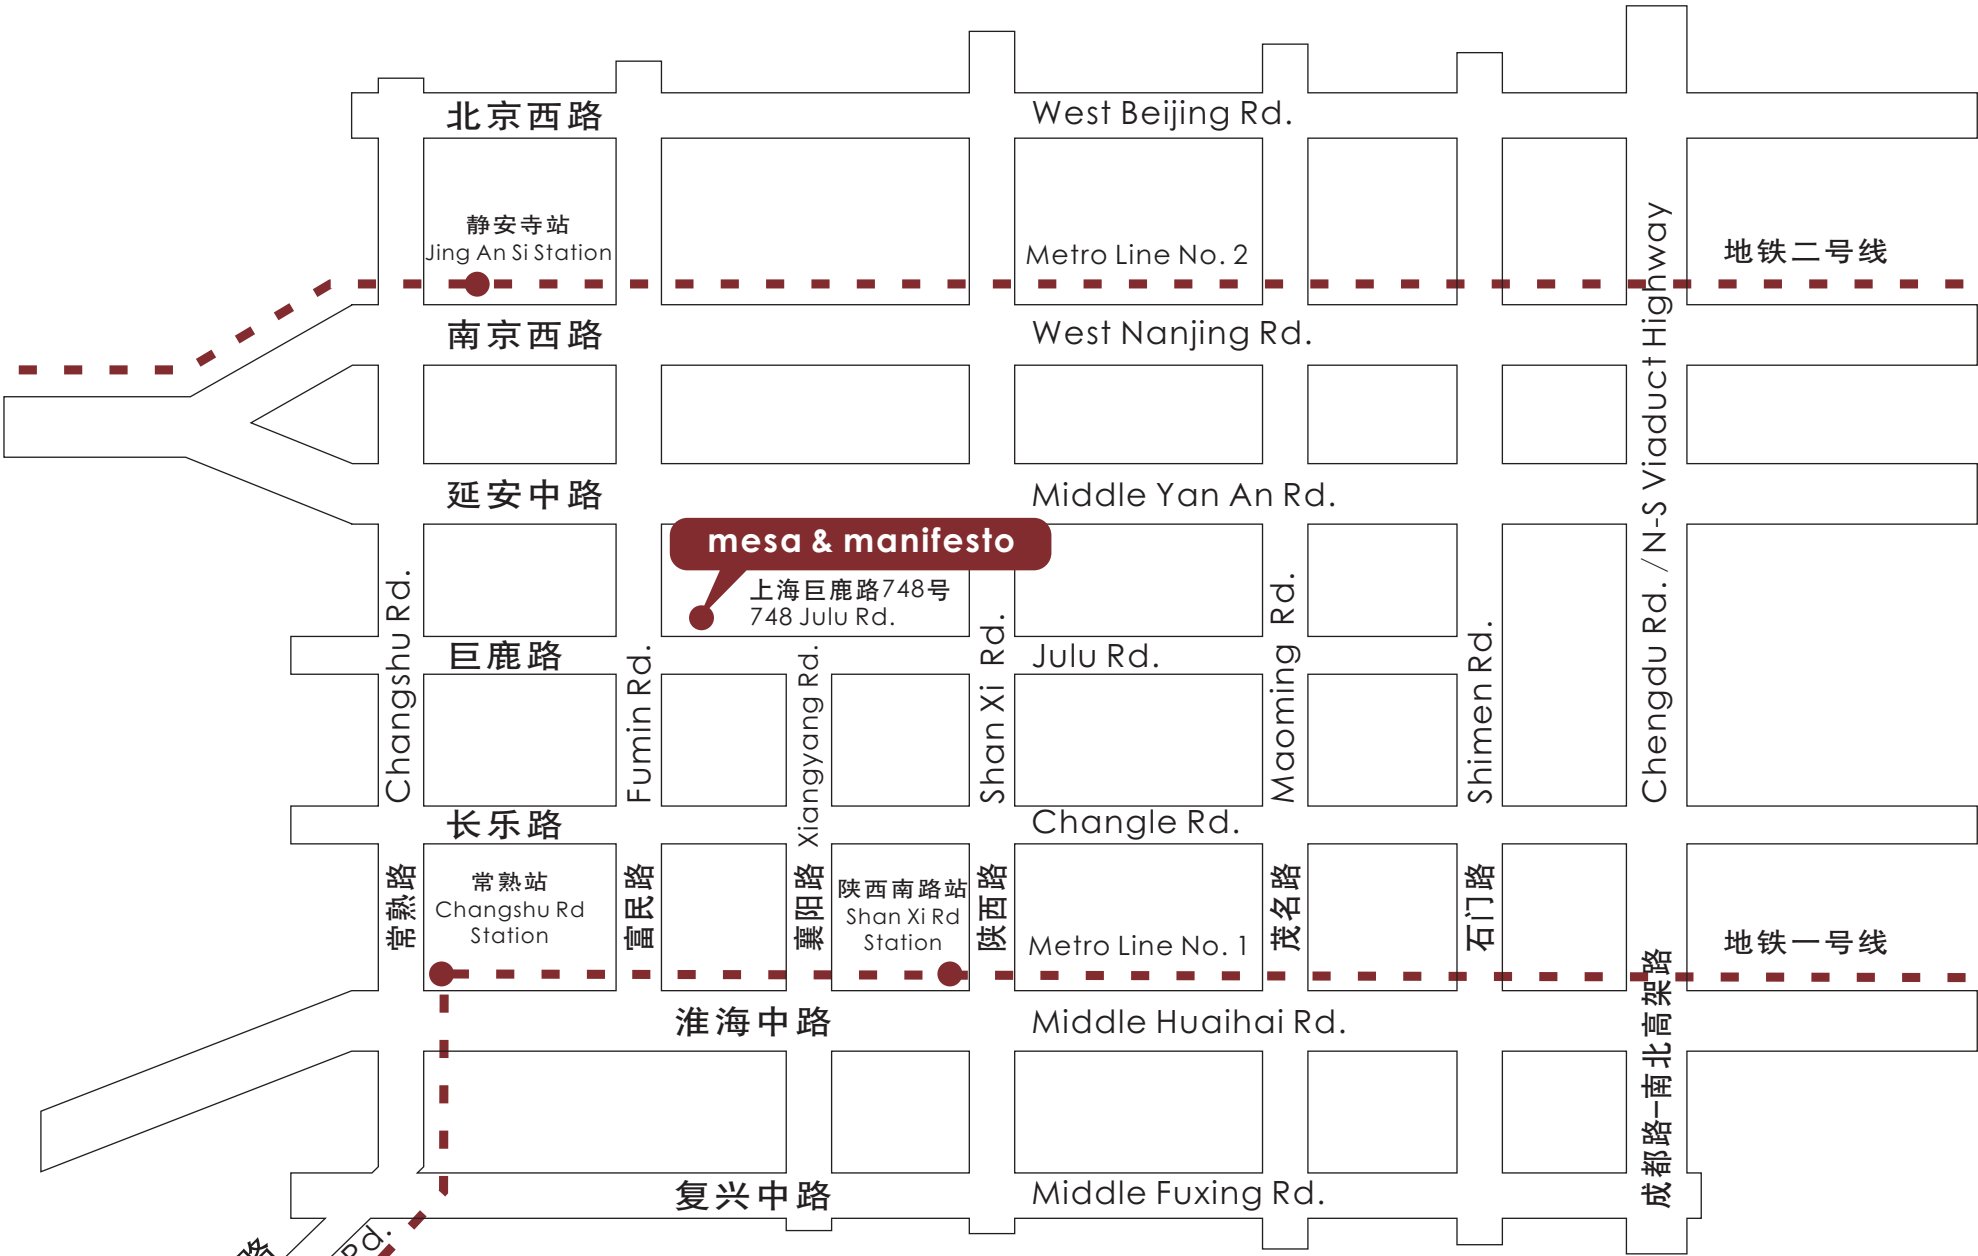 北京西路
West Beijing Rd.
静安寺站
Jing An Si Station
Metro Line No. 2
地铁二号线
南京西路
West Nanjing Rd.
延安中路
Middle Yan An Rd.
mesa & manifesto
上海巨鹿路748号
748 Julu Rd.
巨鹿路
Julu Rd.
Changshu Rd.
Fumin Rd.
Xiangyang Rd.
Shan Xi Rd.
Maoming Rd.
Shimen Rd.
Chengdu Rd. /N-S Viaduct Highway
长乐路
Changle Rd.
常熟路
常熟站
Changshu Rd
Station
富民路
襄阳路
陕西南路站
Shan Xi Rd
Station
陕西路
Metro Line No. 1
茂名路
石门路
地铁一号线
成都路-南北高架路
淮海中路
Middle Huaihai Rd.
复兴中路
Middle Fuxing Rd.
路
Rd.